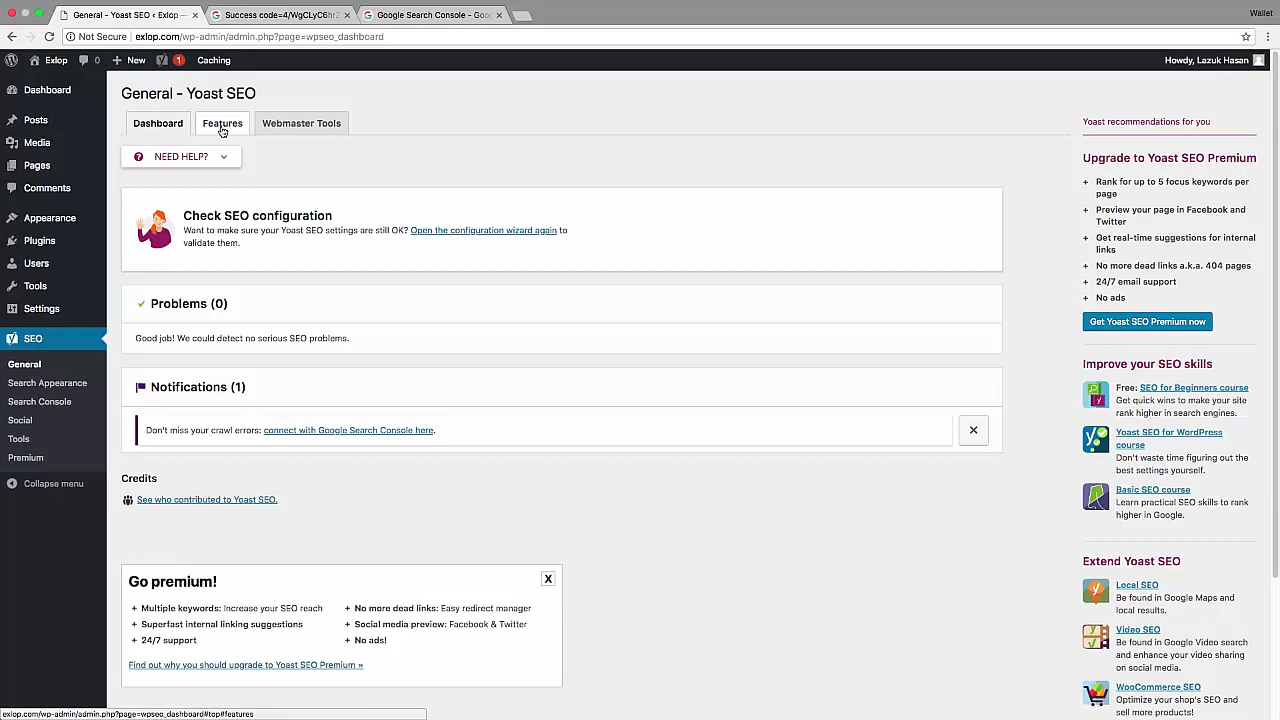 General - Yoast SEO ‹ Exlop —
Success code=4/WgCLyC6hr
Google Search Console - Goo
Wallet
Not Secure
exlop.com/wp-admin/admin.php?page=wpseo_dashboard
Exlop
0
New
1
Caching
Howdy, Lazuk Hasan
Dashboard
Posts
Media
Pages
Comments
Appearance
Plugins
Users
Tools
Settings
SEO
General
Search Appearance
Search Console
Social
Tools
Premium
Collapse menu
General - Yoast SEO
Dashboard
Features
Webmaster Tools
NEED HELP?
Check SEO configuration
Want to make sure your Yoast SEO settings are still OK? Open the configuration wizard again to
validate them.
Problems (0)
Good job! We could detect no serious SEO problems.
Notifications (1)
Don't miss your crawl errors: connect with Google Search Console here.
Credits
See who contributed to Yoast SEO.
Go premium!
X
+ Multiple keywords: Increase your SEO reach
+ Superfast internal linking suggestions
+ 24/7 support
+ No more dead links: Easy redirect manager
+ Social media preview: Facebook & Twitter
+ No ads!
Find out why you should upgrade to Yoast SEO Premium »
Yoast recommendations for you
Upgrade to Yoast SEO Premium
+ Rank for up to 5 focus keywords per
page
+ Preview your page in Facebook and
Twitter
+ Get real-time suggestions for internal
links
+ No more dead links a.k.a. 404 pages
+ 24/7 email support
+ No ads
Get Yoast SEO Premium now
Improve your SEO skills
Free: SEO for Beginners course
Get quick wins to make your site
rank higher in search engines.
Yoast SEO for WordPress
course
Don't waste time figuring out the
best settings yourself.
Basic SEO course
Learn practical SEO skills to rank
higher in Google.
Extend Yoast SEO
Local SEO
Be found in Google Maps and
local results.
Video SEO
Be found in Google Video search
and enhance your video sharing
on social media.
WooCommerce SEO
Optimize your shop's SEO and
sell more products!
exlop.com/wp-admin/admin.php?page=wpseo_dashboard#top#features